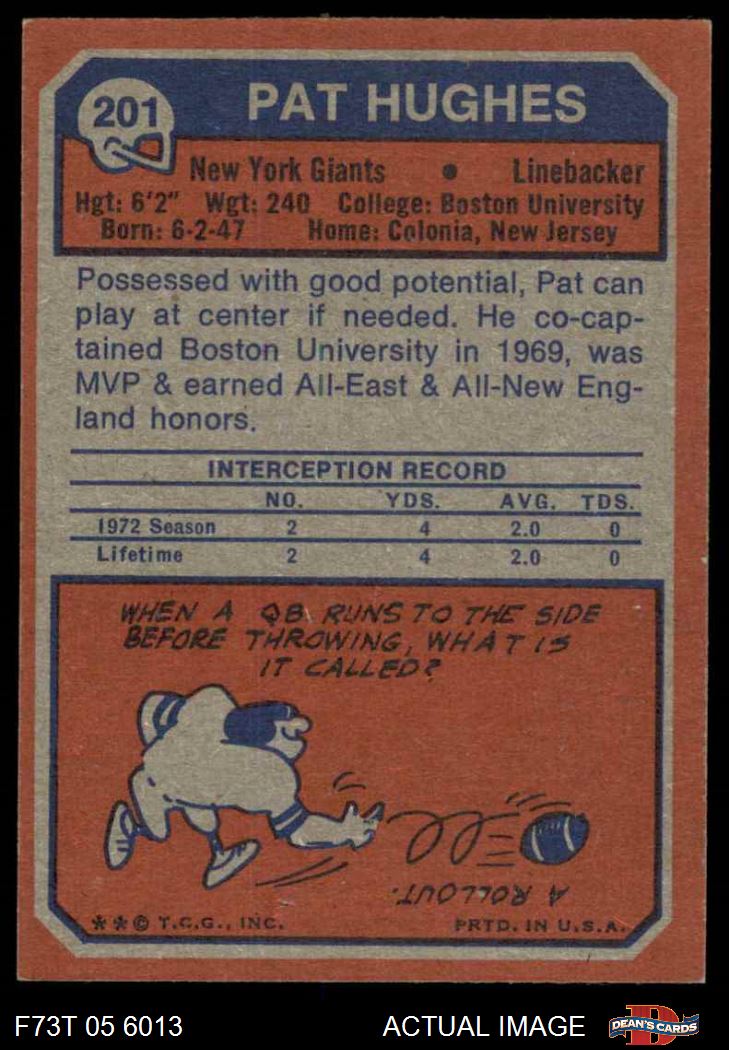 201
PAT HUGHES
New York Giants • Linebacker
Hgt: 6'2" Wgt: 240 College: Boston University
Born: 6-2-47 Home: Colonia, New Jersey
Possessed with good potential, Pat can
play at center if needed. He co-cap-
tained Boston University in 1969, was
MVP & earned All-East & All-New Eng-
land honors.
INTERCEPTION RECORD
NO. YDS. AVG. TDS.
1972 Season 2 4 2.0 0
Lifetime 2 4 2.0 0
WHEN A QB RUNS TO THE SIDE
BEFORE THROWING, WHAT IS
IT CALLED?
A ROLLOUT.
**© T.C.G., INC. PRTD. IN U.S.A.
F73T 05 6013 ACTUAL IMAGE
D
DEAN'S CARDS